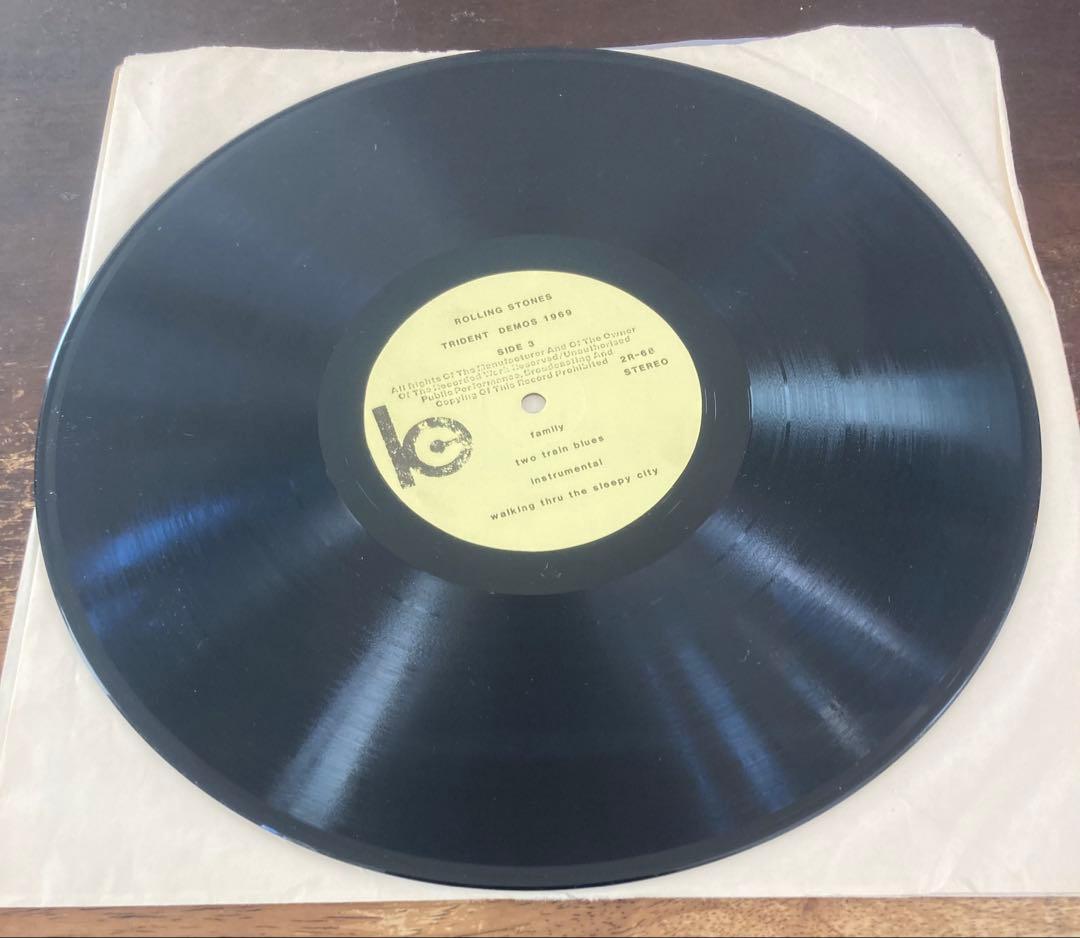 ROLLING STONES
TRIDENT DEMOS 1969
SIDE 3
All Rights Of The Manufacturer And Of The Owner
Of The Recorded Work Reserved/Unauthorised
Public Performance, Broadcasting And
Copying Of This Record Prohibited
2R-66
STEREO
family
two train blues
instrumental
walking thru the sleepy city